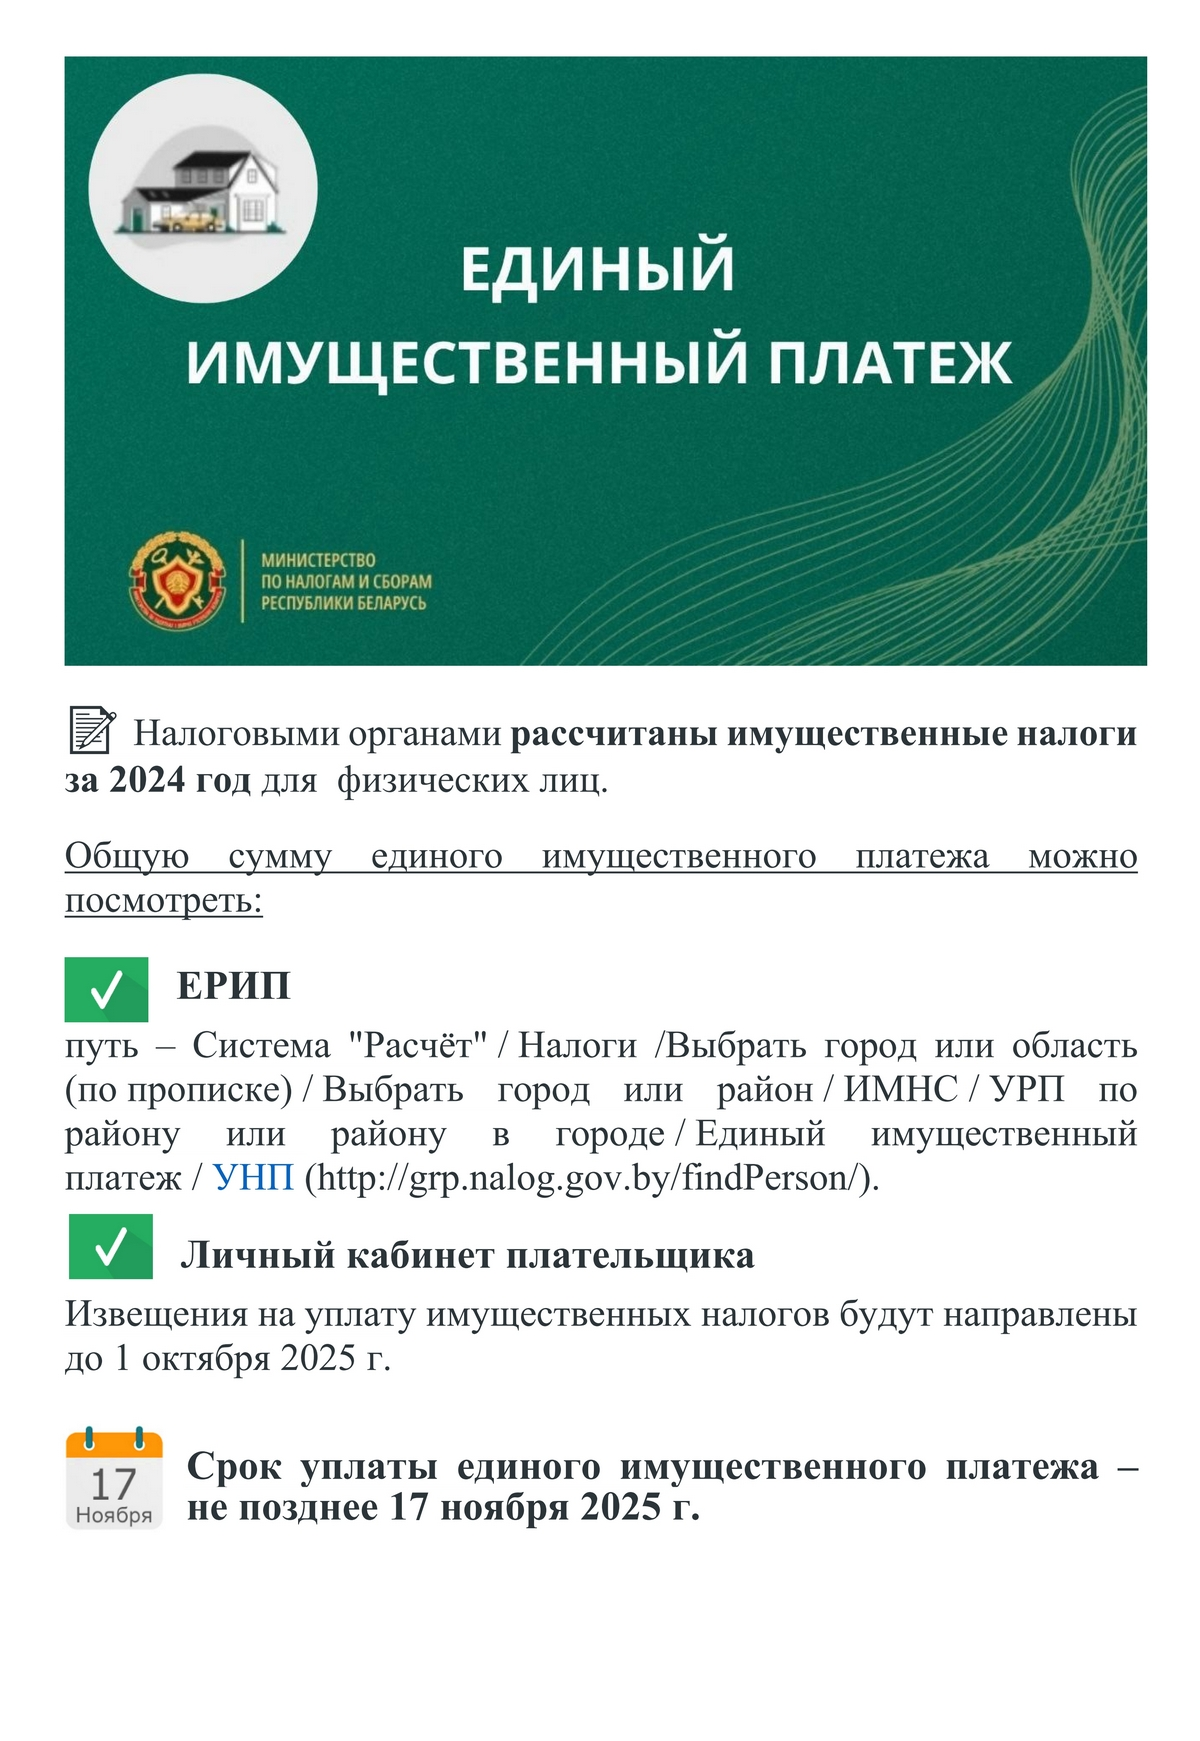 ЕДИНЫЙ
ИМУЩЕСТВЕННЫЙ ПЛАТЕЖ
МИНИСТЕРСТВО
ПО НАЛОГАМ И СБОРАМ
РЕСПУБЛИКИ БЕЛАРУСЬ
Налоговыми органами рассчитаны имущественные налоги
за 2024 год для физических лиц.
Общую сумму единого имущественного платежа можно
посмотреть:
ЕРИП
путь – Система "Расчёт" / Налоги /Выбрать город или область
(по прописке) / Выбрать город или район / ИМНС / УРП по
району или району в городе / Единый имущественный
платеж / УНП (http://grp.nalog.gov.by/findPerson/).
Личный кабинет плательщика
Извещения на уплату имущественных налогов будут направлены
до 1 октября 2025 г.
17
Ноября
Срок уплаты единого имущественного платежа –
не позднее 17 ноября 2025 г.